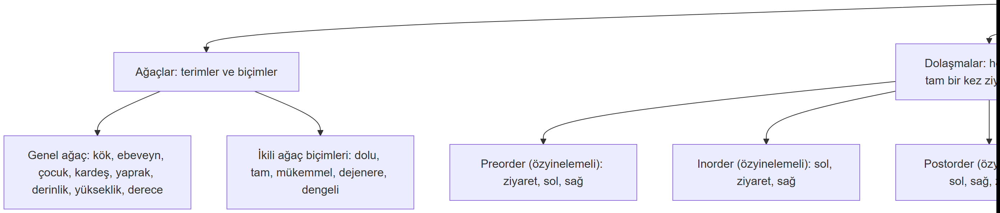 Ağaçlar: terimler ve biçimler
Dolaşmalar:
tam bir kez
Genel ağaç: kök, ebeveyn,
çocuk, kardeş, yaprak,
derinlik, yükseklik, derece
İkili ağaç biçimleri: dolu,
tam, mükemmel, dejenere,
dengeli
Preorder (özyinelemeli):
ziyaret, sol, sağ
Inorder (özyinelemeli): sol,
ziyaret, sağ
Postorder
sol, sağ,